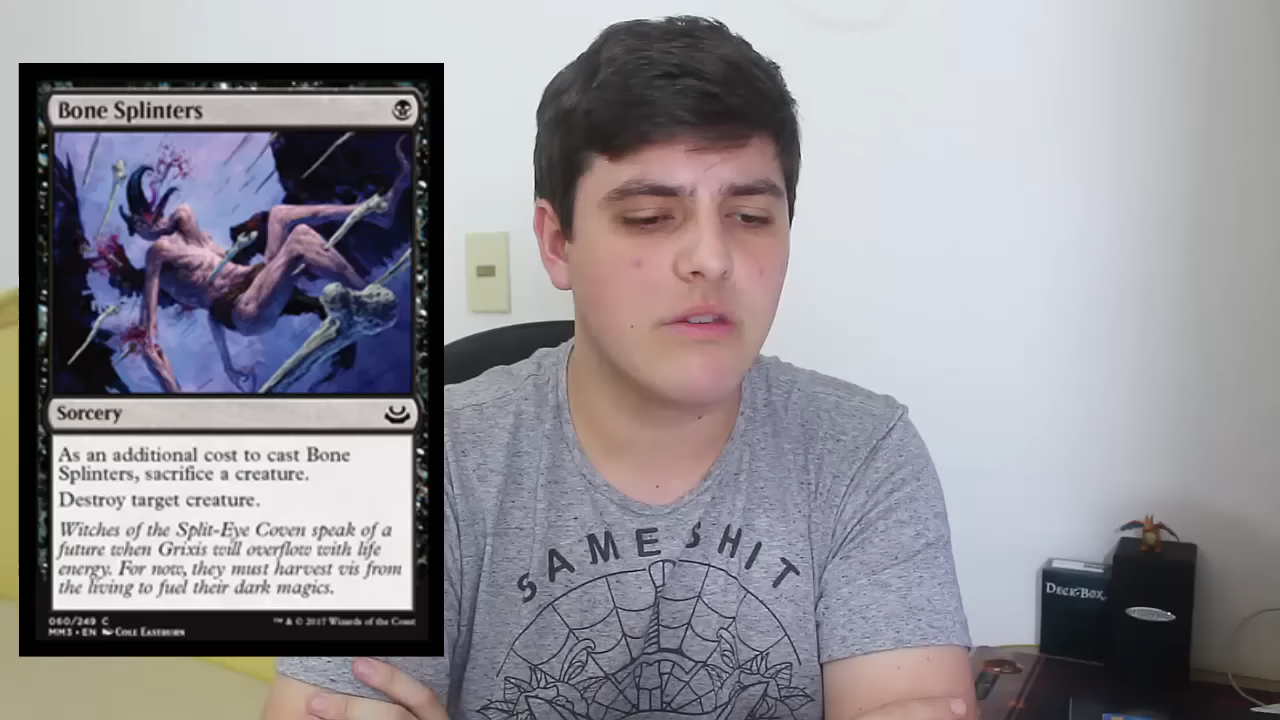 Bone Splinters
Sorcery
As an additional cost to cast Bone
Splinters, sacrifice a creature.
Destroy target creature.
Witches of the Split-Eye Coven speak of a
future when Grixis will overflow with life
energy. For now, they must harvest vis from
the living to fuel their dark magics.
060/249 C
MM3 • EN Cole Eastburn
™ & © 2017 Wizards of the Coast
SAME SHIT
DECK-BOX